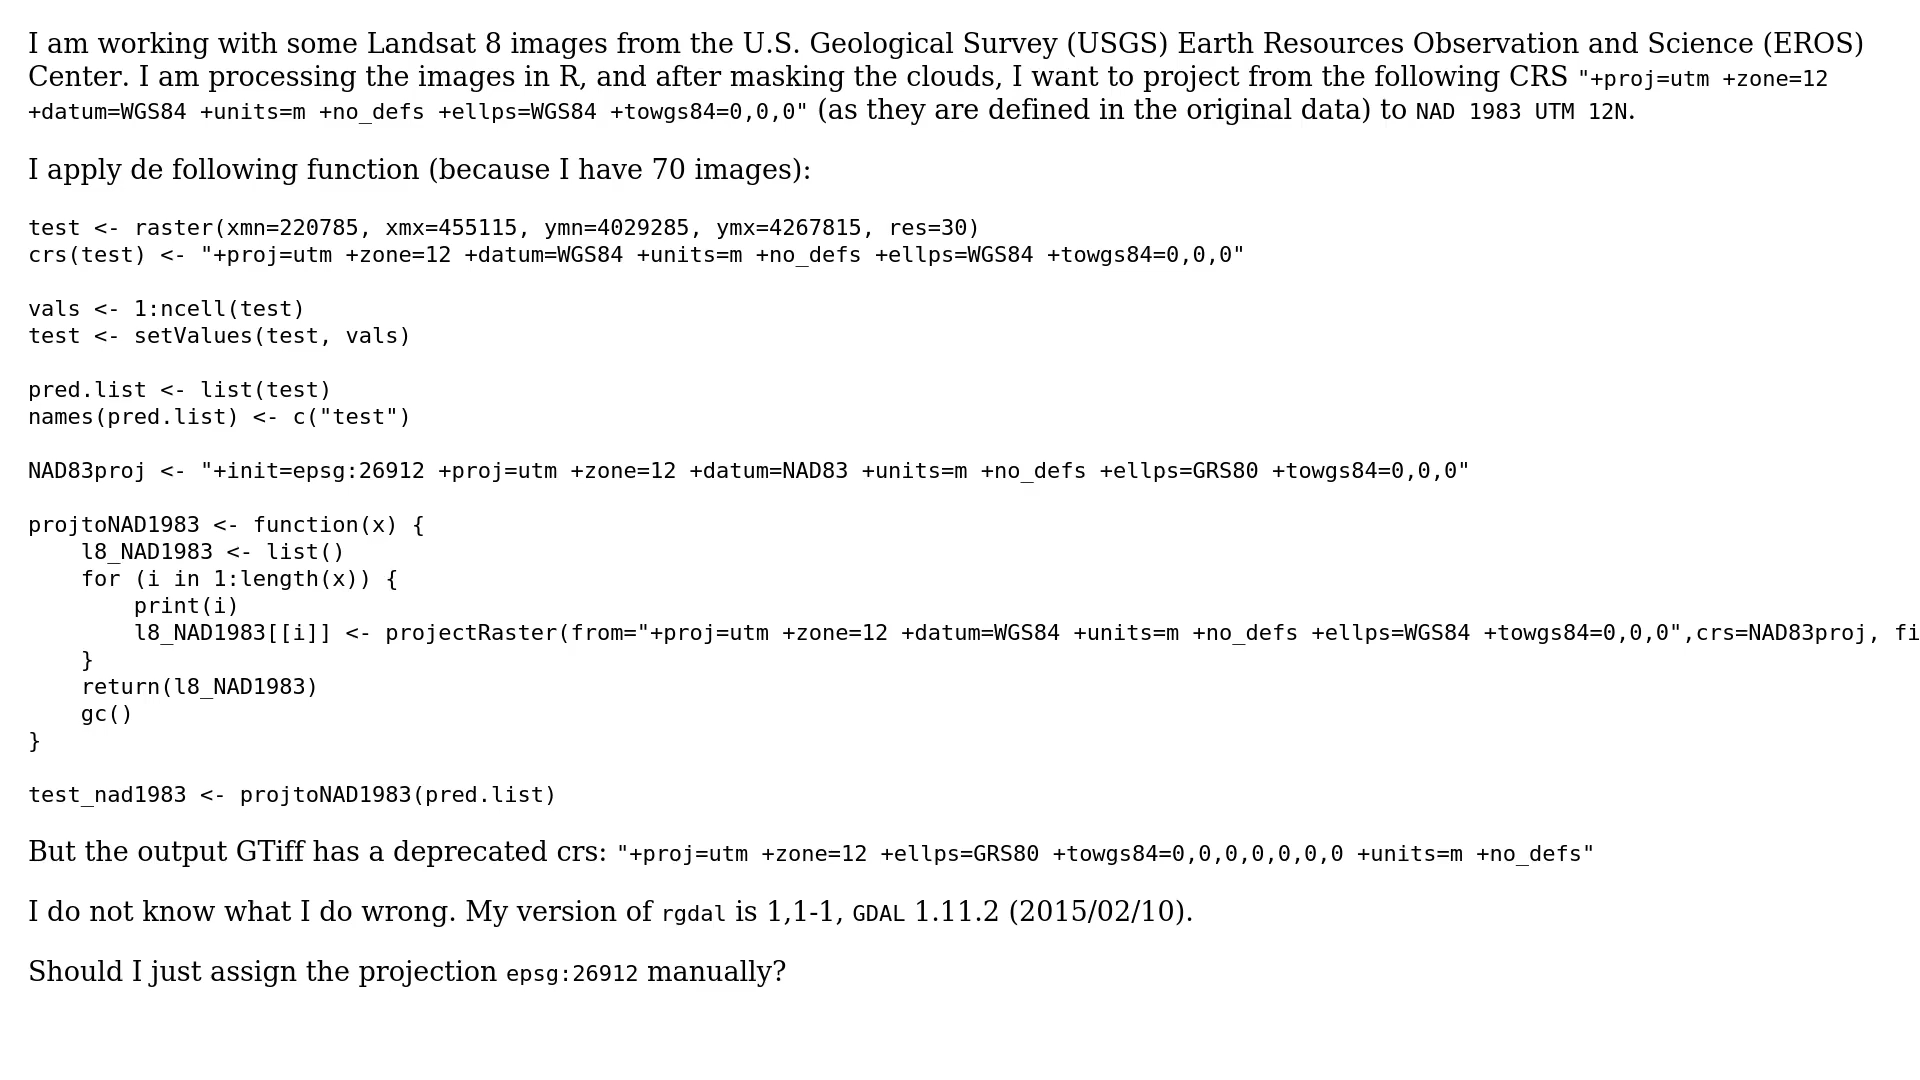 I am working with some Landsat 8 images from the U.S. Geological Survey (USGS) Earth Resources Observation and Science (EROS)
Center. I am processing the images in R, and after masking the clouds, I want to project from the following CRS "+proj=utm +zone=12
+datum=WGS84 +units=m +no_defs +ellps=WGS84 +towgs84=0,0,0" (as they are defined in the original data) to NAD 1983 UTM 12N.
I apply de following function (because I have 70 images):
test <- raster(xmn=220785, xmx=455115, ymn=4029285, ymx=4267815, res=30)
crs(test) <- "+proj=utm +zone=12 +datum=WGS84 +units=m +no_defs +ellps=WGS84 +towgs84=0,0,0"
vals <- 1:ncell(test)
test <- setValues(test, vals)
pred.list <- list(test)
names(pred.list) <- c("test")
NAD83proj <- "+init=epsg:26912 +proj=utm +zone=12 +datum=NAD83 +units=m +no_defs +ellps=GRS80 +towgs84=0,0,0"
projtoNAD1983 <- function(x) {
    l8_NAD1983 <- list()
    for (i in 1:length(x)) {
        print(i)
        l8_NAD1983[[i]] <- projectRaster(from="+proj=utm +zone=12 +datum=WGS84 +units=m +no_defs +ellps=WGS84 +towgs84=0,0,0",crs=NAD83proj, fi
    }
    return(l8_NAD1983)
    gc()
}
test_nad1983 <- projtoNAD1983(pred.list)
But the output GTiff has a deprecated crs: "+proj=utm +zone=12 +ellps=GRS80 +towgs84=0,0,0,0,0,0,0 +units=m +no_defs"
I do not know what I do wrong. My version of rgdal is 1,1-1, GDAL 1.11.2 (2015/02/10).
Should I just assign the projection epsg:26912 manually?